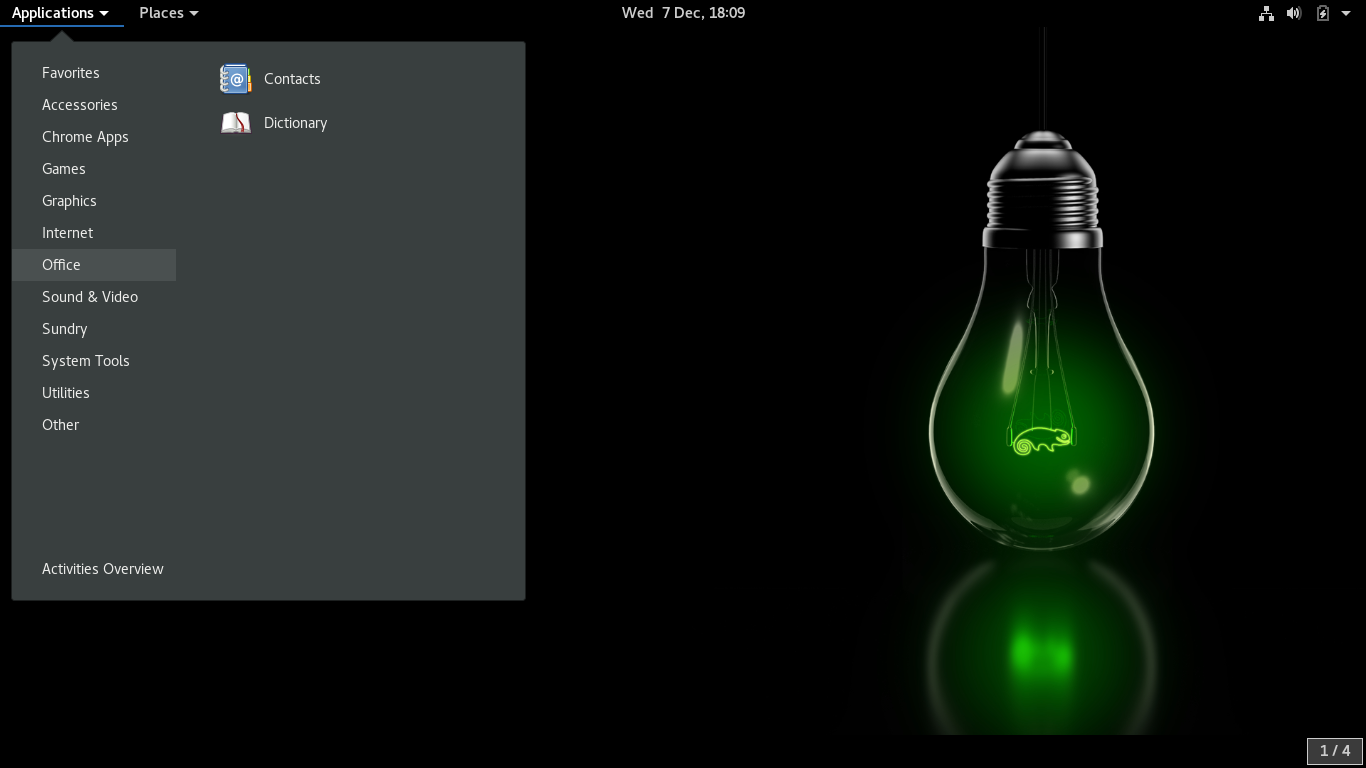 Applications Places Wed 7 Dec, 18:09
Favorites
Accessories
Chrome Apps
Games
Graphics
Internet
Office
Sound & Video
Sundry
System Tools
Utilities
Other
Activities Overview
Contacts
Dictionary
1 / 4